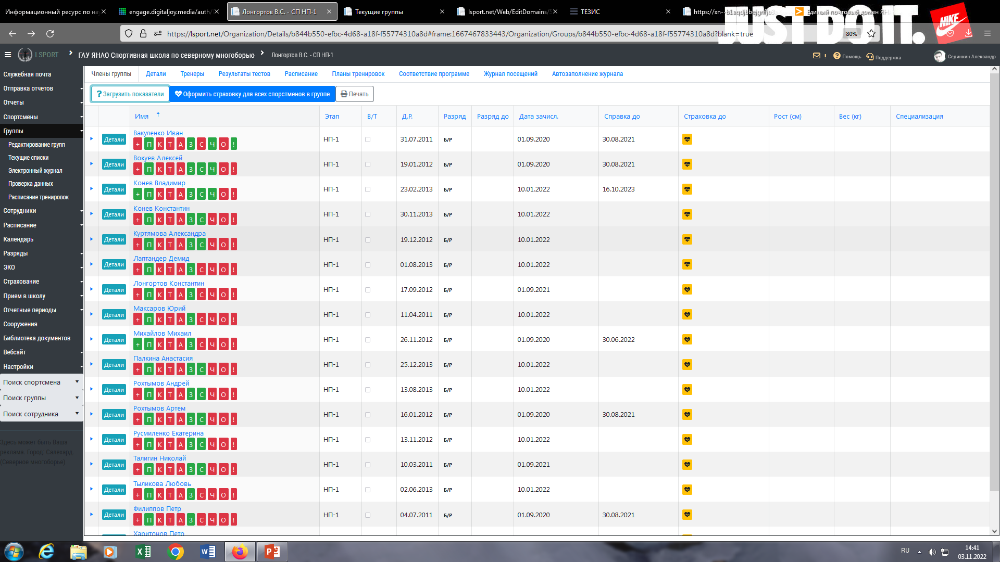 Информационный ресурс по на
engage.digitaljoy.media/auth/
Лонгортов В.С. - СП НП-1
Текущие группы
lsport.net/Web/EditDomains/
ТЕЗИС
Единый почтовый домен ЯН
JUST DO IT.
NIKE
https://lsport.net/Organization/Details/b844b550-efbc-4d68-a18f-f55774310a8d#frame:1667467833443/Organization/Groups/b844b550-efbc-4d68-a18f-f55774310a8d?blank=true
80%
LSPORT
ГАУ ЯНАО Спортивная школа по северному многоборью
Лонгортов В.С. - СП НП-1
!
Помощь
Поддержка
Сединкин Александр
Служебная почта
Отправка отчетов
Отчеты
Спортсмены
Группы
Редактирование групп
Текущие списки
Электронный журнал
Проверка данных
Расписание тренировок
Сотрудники
Расписание
Календарь
Разряды
ЭКО
Страхование
Прием в школу
Отчетные периоды
Сооружения
Библиотека документов
Вебсайт
Настройки
Поиск спортсмена
Поиск группы
Поиск сотрудника
Здесь может быть Ваша
реклама. Город: Салехард.
(Северное многоборье)
Члены группы Детали Тренеры Результаты тестов Расписание Планы тренировок Соответствие программе Журнал посещений Автозаполнение журнала
? Загрузить показатели Оформить страховку для всех спорстменов в группе Печать
Имя ↑ Этап В/Т Д.Р. Разряд Разряд до Дата зачисл. Справка до Страховка до Рост (см) Вес (кг) Специализация
Вакуленко Иван
Детали + П К Т А З С Ч О ! НП-1 31.07.2011 Б/Р 01.09.2020 30.08.2021
Вокуев Алексей
Детали + П К Т А З С Ч О ! НП-1 19.01.2012 Б/Р 01.09.2020 30.08.2021
Конев Владимир
Детали + П К Т А З С Ч О ! НП-1 23.02.2013 Б/Р 10.01.2022 16.10.2023
Конев Константин
Детали + П К Т А З С Ч О ! НП-1 30.11.2013 Б/Р 10.01.2022
Куртямова Александра
Детали + П К Т А З С Ч О ! НП-1 19.12.2012 Б/Р 10.01.2022
Лаптандер Демид
Детали + П К Т А З С Ч О ! НП-1 01.08.2013 Б/Р 10.01.2022
Лонгортов Константин
Детали + П К Т А З С Ч О ! НП-1 17.09.2012 Б/Р 01.09.2021
Максаров Юрий
Детали + П К Т А З С Ч О ! НП-1 11.04.2011 Б/Р 10.01.2022
Михайлов Михаил
Детали + П К Т А З С Ч О ! НП-1 26.11.2012 Б/Р 01.09.2020 30.06.2022
Палкина Анастасия
Детали + П К Т А З С Ч О ! НП-1 25.12.2013 Б/Р 10.01.2022
Рохтымов Андрей
Детали + П К Т А З С Ч О ! НП-1 13.08.2013 Б/Р 10.01.2022
Рохтымов Артем
Детали + П К Т А З С Ч О ! НП-1 16.01.2012 Б/Р 01.09.2020 30.08.2021
Русмиленко Екатерина
Детали + П К Т А З С Ч О ! НП-1 13.11.2012 Б/Р 10.01.2022
Талигин Николай
Детали + П К Т А З С Ч О ! НП-1 10.03.2011 Б/Р 01.09.2021
Тыликова Любовь
Детали + П К Т А З С Ч О ! НП-1 02.06.2013 Б/Р 10.01.2022
Филиппов Петр
Детали + П К Т А З С Ч О ! НП-1 04.07.2011 Б/Р 01.09.2020 30.08.2021
Харитонов Петр
RU
14:41
03.11.2022